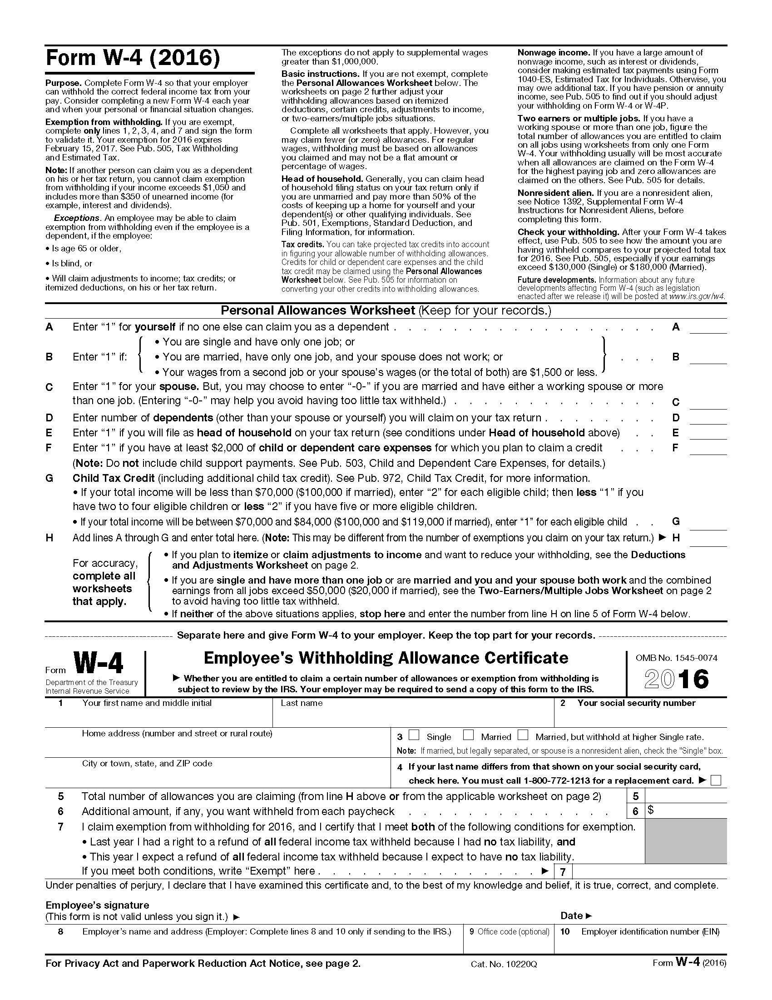 Form W-4 (2016)
Purpose. Complete Form W-4 so that your employer
can withhold the correct federal income tax from your
pay. Consider completing a new Form W-4 each year
and when your personal or financial situation changes.
Exemption from withholding. If you are exempt,
complete only lines 1, 2, 3, 4, and 7 and sign the form
to validate it. Your exemption for 2016 expires
February 15, 2017. See Pub. 505, Tax Withholding
and Estimated Tax.
Note: If another person can claim you as a dependent
on his or her tax return, you cannot claim exemption
from withholding if your income exceeds $1,050 and
includes more than $350 of unearned income (for
example, interest and dividends).
Exceptions. An employee may be able to claim
exemption from withholding even if the employee is a
dependent, if the employee:
• Is age 65 or older,
• Is blind, or
• Will claim adjustments to income; tax credits; or
itemized deductions, on his or her tax return.
The exceptions do not apply to supplemental wages
greater than $1,000,000.
Basic instructions. If you are not exempt, complete
the Personal Allowances Worksheet below. The
worksheets on page 2 further adjust your
withholding allowances based on itemized
deductions, certain credits, adjustments to income,
or two-earners/multiple jobs situations.
Complete all worksheets that apply. However, you
may claim fewer (or zero) allowances. For regular
wages, withholding must be based on allowances
you claimed and may not be a flat amount or
percentage of wages.
Head of household. Generally, you can claim head
of household filing status on your tax return only if
you are unmarried and pay more than 50% of the
costs of keeping up a home for yourself and your
dependent(s) or other qualifying individuals. See
Pub. 501, Exemptions, Standard Deduction, and
Filing Information, for information.
Tax credits. You can take projected tax credits into account
in figuring your allowable number of withholding allowances.
Credits for child or dependent care expenses and the child
tax credit may be claimed using the Personal Allowances
Worksheet below. See Pub. 505 for information on
converting your other credits into withholding allowances.
Nonwage income. If you have a large amount of
nonwage income, such as interest or dividends,
consider making estimated tax payments using Form
1040-ES, Estimated Tax for Individuals. Otherwise, you
may owe additional tax. If you have pension or annuity
income, see Pub. 505 to find out if you should adjust
your withholding on Form W-4 or W-4P.
Two earners or multiple jobs. If you have a
working spouse or more than one job, figure the
total number of allowances you are entitled to claim
on all jobs using worksheets from only one Form
W-4. Your withholding usually will be most accurate
when all allowances are claimed on the Form W-4
for the highest paying job and zero allowances are
claimed on the others. See Pub. 505 for details.
Nonresident alien. If you are a nonresident alien,
see Notice 1392, Supplemental Form W-4
Instructions for Nonresident Aliens, before
completing this form.
Check your withholding. After your Form W-4 takes
effect, use Pub. 505 to see how the amount you are
having withheld compares to your projected total tax
for 2016. See Pub. 505, especially if your earnings
exceed $130,000 (Single) or $180,000 (Married).
Future developments. Information about any future
developments affecting Form W-4 (such as legislation
enacted after we release it) will be posted at www.irs.gov/w4.
Personal Allowances Worksheet (Keep for your records.)
A Enter “1” for yourself if no one else can claim you as a dependent . . . . . . . . . . . . . . . . . . A
• You are single and have only one job; or
B Enter “1” if: • You are married, have only one job, and your spouse does not work; or . . . B
• Your wages from a second job or your spouse’s wages (or the total of both) are $1,500 or less.
C Enter “1” for your spouse. But, you may choose to enter “-0-” if you are married and have either a working spouse or more
than one job. (Entering “-0-” may help you avoid having too little tax withheld.) . . . . . . . . . . . . . . C
D Enter number of dependents (other than your spouse or yourself) you will claim on your tax return . . . . . . . . D
E Enter “1” if you will file as head of household on your tax return (see conditions under Head of household above) . . E
F Enter “1” if you have at least $2,000 of child or dependent care expenses for which you plan to claim a credit . . . F
(Note: Do not include child support payments. See Pub. 503, Child and Dependent Care Expenses, for details.)
G Child Tax Credit (including additional child tax credit). See Pub. 972, Child Tax Credit, for more information.
• If your total income will be less than $70,000 ($100,000 if married), enter “2” for each eligible child; then less “1” if you
have two to four eligible children or less “2” if you have five or more eligible children.
• If your total income will be between $70,000 and $84,000 ($100,000 and $119,000 if married), enter “1” for each eligible child . . G
H Add lines A through G and enter total here. (Note: This may be different from the number of exemptions you claim on your tax return.) ► H
For accuracy,
complete all
worksheets
that apply.
• If you plan to itemize or claim adjustments to income and want to reduce your withholding, see the Deductions
and Adjustments Worksheet on page 2.
• If you are single and have more than one job or are married and you and your spouse both work and the combined
earnings from all jobs exceed $50,000 ($20,000 if married), see the Two-Earners/Multiple Jobs Worksheet on page 2
to avoid having too little tax withheld.
• If neither of the above situations applies, stop here and enter the number from line H on line 5 of Form W-4 below.
Separate here and give Form W-4 to your employer. Keep the top part for your records.
Form W-4
Department of the Treasury
Internal Revenue Service
Employee's Withholding Allowance Certificate
► Whether you are entitled to claim a certain number of allowances or exemption from withholding is
subject to review by the IRS. Your employer may be required to send a copy of this form to the IRS.
OMB No. 1545-0074
2016
1 Your first name and middle initial
Last name
2 Your social security number
Home address (number and street or rural route)
3 Single Married Married, but withhold at higher Single rate.
Note: If married, but legally separated, or spouse is a nonresident alien, check the "Single" box.
City or town, state, and ZIP code
4 If your last name differs from that shown on your social security card,
check here. You must call 1-800-772-1213 for a replacement card. ►
5 Total number of allowances you are claiming (from line H above or from the applicable worksheet on page 2) 5
6 Additional amount, if any, you want withheld from each paycheck . . . . . . . . . . . . . . 6 $
7 I claim exemption from withholding for 2016, and I certify that I meet both of the following conditions for exemption.
• Last year I had a right to a refund of all federal income tax withheld because I had no tax liability, and
• This year I expect a refund of all federal income tax withheld because I expect to have no tax liability.
If you meet both conditions, write “Exempt” here . . . . . . . . . . . . . . . ► 7
Under penalties of perjury, I declare that I have examined this certificate and, to the best of my knowledge and belief, it is true, correct, and complete.
Employee’s signature
(This form is not valid unless you sign it.) ► Date ►
8 Employer’s name and address (Employer: Complete lines 8 and 10 only if sending to the IRS.)
9 Office code (optional)
10 Employer identification number (EIN)
For Privacy Act and Paperwork Reduction Act Notice, see page 2. Cat. No. 10220Q Form W-4 (2016)